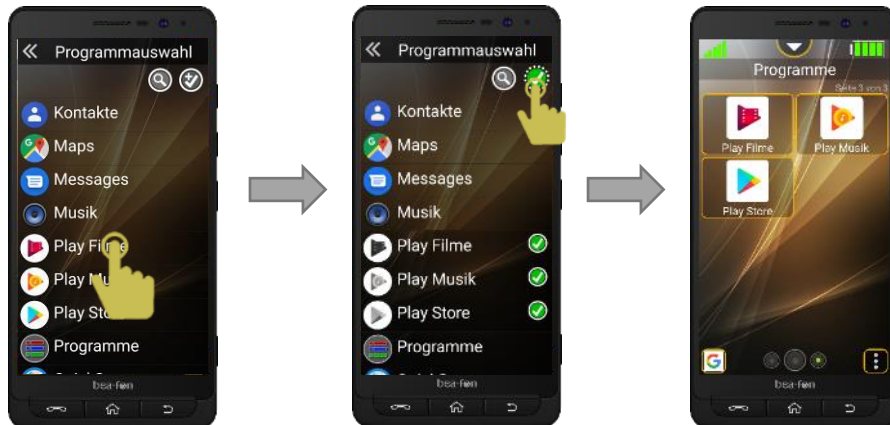 Programmauswahl
Kontakte
Maps
Messages
Musik
Play Filme
Play Mu
Play Sto
Programme
bea-fon
Programmauswahl
Kontakte
Maps
Messages
Musik
Play Filme
Play Musik
Play Store
Programme
bea-fon
Programme
Seite 3 von 3
Play Filme
Play Musik
Play Store
bea-fon